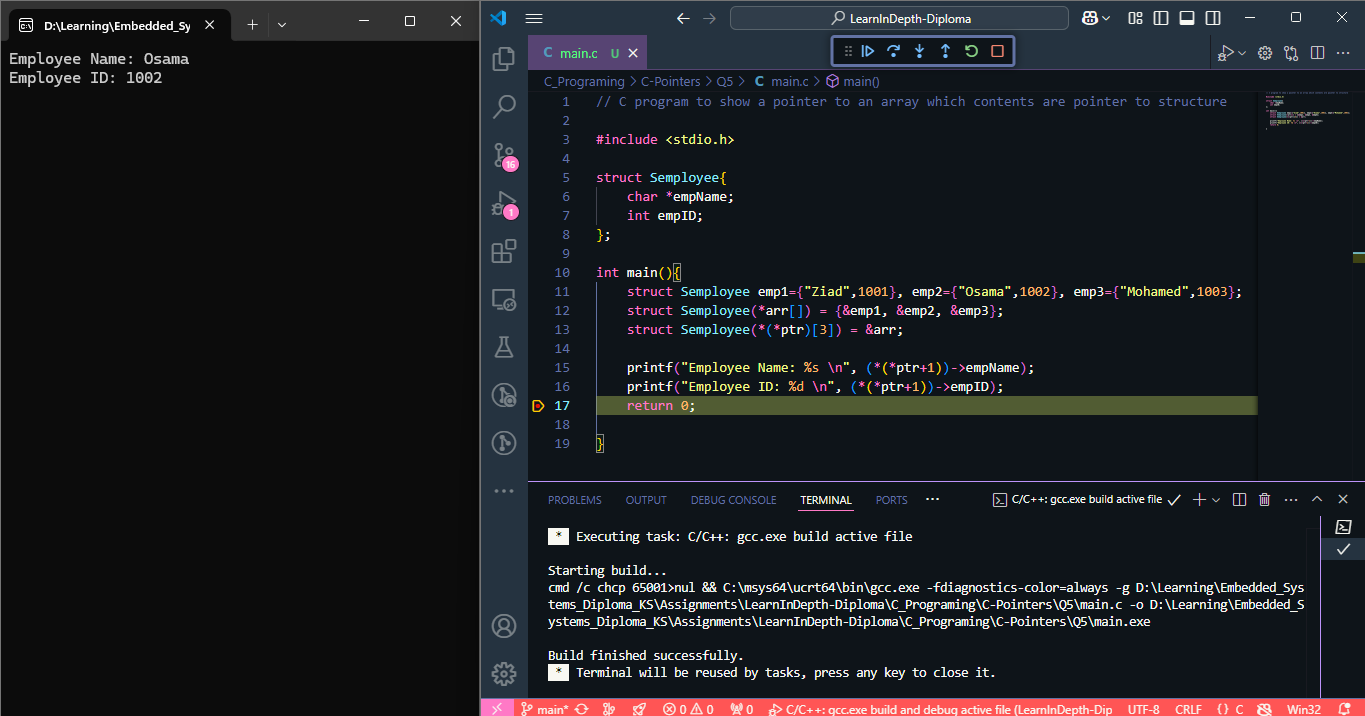 D:\Learning\Embedded_Sy
Employee Name: Osama
Employee ID: 1002
LearnInDepth-Diploma
C main.c U
C_Programing > C-Pointers > Q5 > C main.c > main()
1 // C program to show a pointer to an array which contents are pointer to structure
2
3 #include <stdio.h>
4
5 struct Semployee{
6 char *empName;
7 int empID;
8 };
9
10 int main(){
11 struct Semployee emp1={"Ziad",1001}, emp2={"Osama",1002}, emp3={"Mohamed",1003};
12 struct Semployee(*arr[]) = {&emp1, &emp2, &emp3};
13 struct Semployee(*(*ptr)[3]) = &arr;
14
15 printf("Employee Name: %s \n", (*(*ptr+1))->empName);
16 printf("Employee ID: %d \n", (*(*ptr+1))->empID);
17 return 0;
18
19 }
16
1
PROBLEMS OUTPUT DEBUG CONSOLE TERMINAL PORTS ··· C/C++: gcc.exe build active file
* Executing task: C/C++: gcc.exe build active file
Starting build...
cmd /c chcp 65001>nul && C:\msys64\ucrt64\bin\gcc.exe -fdiagnostics-color=always -g D:\Learning\Embedded_Sys
tems_Diploma_KS\Assignments\LearnInDepth-Diploma\C_Programing\C-Pointers\Q5\main.c -o D:\Learning\Embedded_S
ystems_Diploma_KS\Assignments\LearnInDepth-Diploma\C_Programing\C-Pointers\Q5\main.exe
Build finished successfully.
* Terminal will be reused by tasks, press any key to close it.
main* 0 0 0 C/C++: gcc.exe build and debug active file (LearnInDepth-Dip UTF-8 CRLF {} C Win32